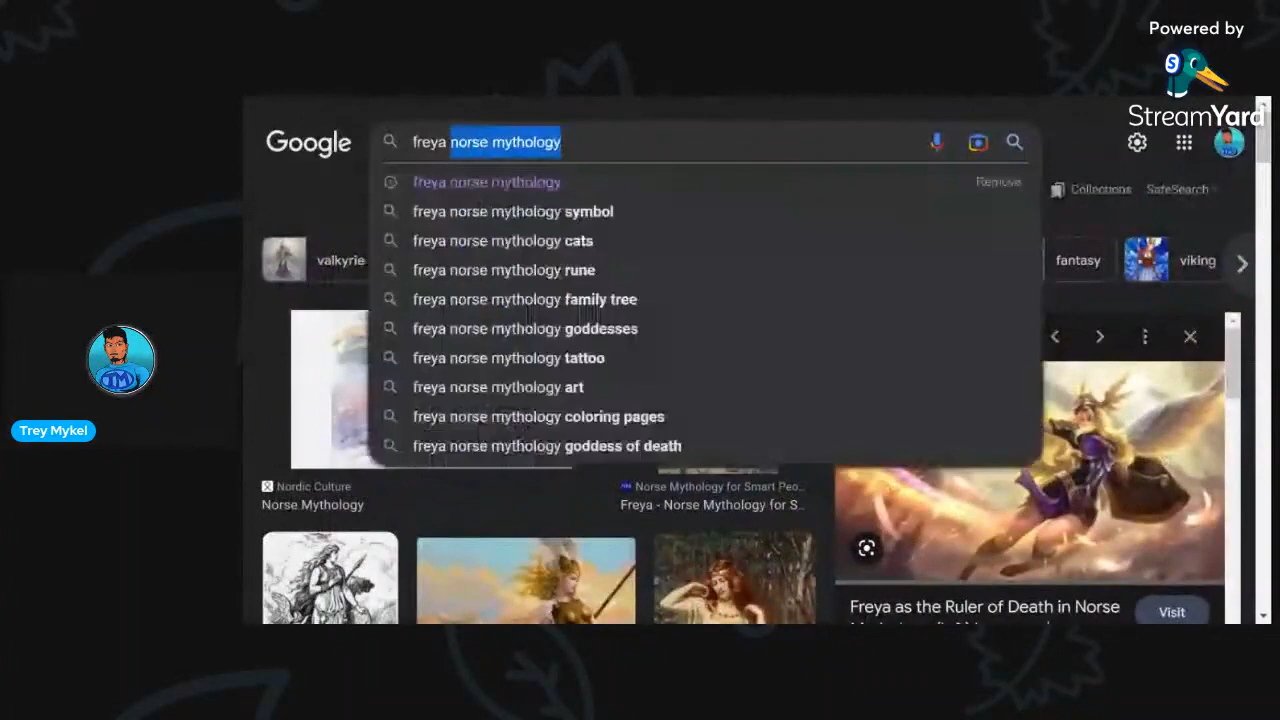 Powered by
StreamYard
Google
freya norse mythology
freya norse mythology
Remove
freya norse mythology symbol
freya norse mythology cats
freya norse mythology rune
freya norse mythology family tree
freya norse mythology goddesses
freya norse mythology tattoo
freya norse mythology art
freya norse mythology coloring pages
freya norse mythology goddess of death
Collections
SafeSearch
valkyrie
fantasy
viking
TM
Trey Mykel
Nordic Culture
Norse Mythology
Norse Mythology for Smart Peo...
Freya - Norse Mythology for S...
Freya as the Ruler of Death in Norse
Visit